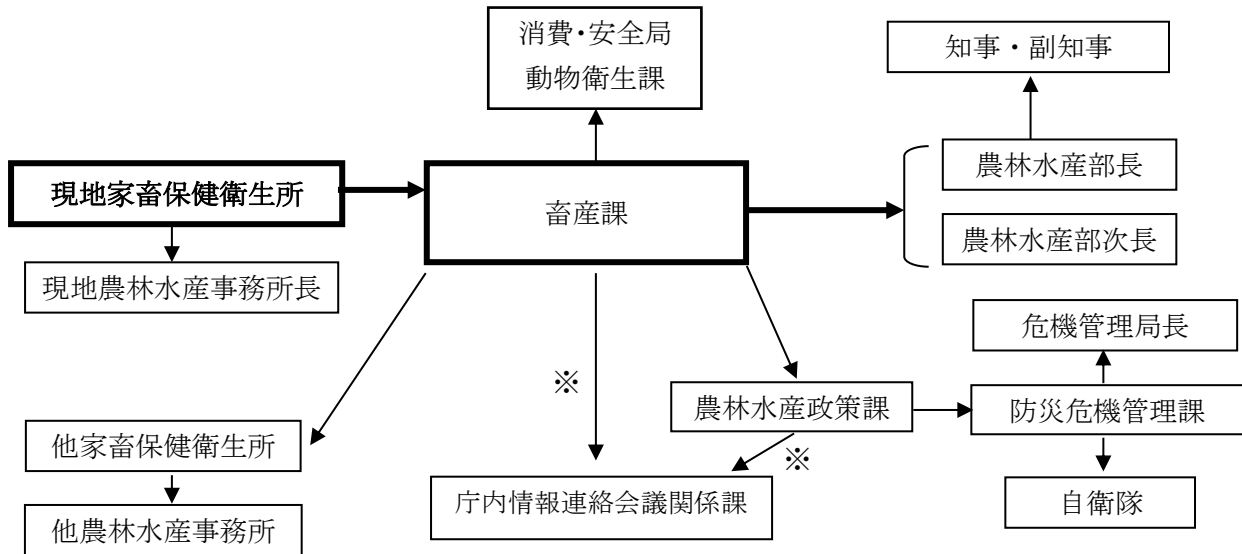 消費・安全局
動物衛生課
知事・副知事
農林水産部長
現地家畜保健衛生所
畜産課
農林水産部次長
現地農林水産事務所長
危機管理局長
※
農林水産政策課
防災危機管理課
他家畜保健衛生所
※
庁内情報連絡会議関係課
自衛隊
他農林水産事務所